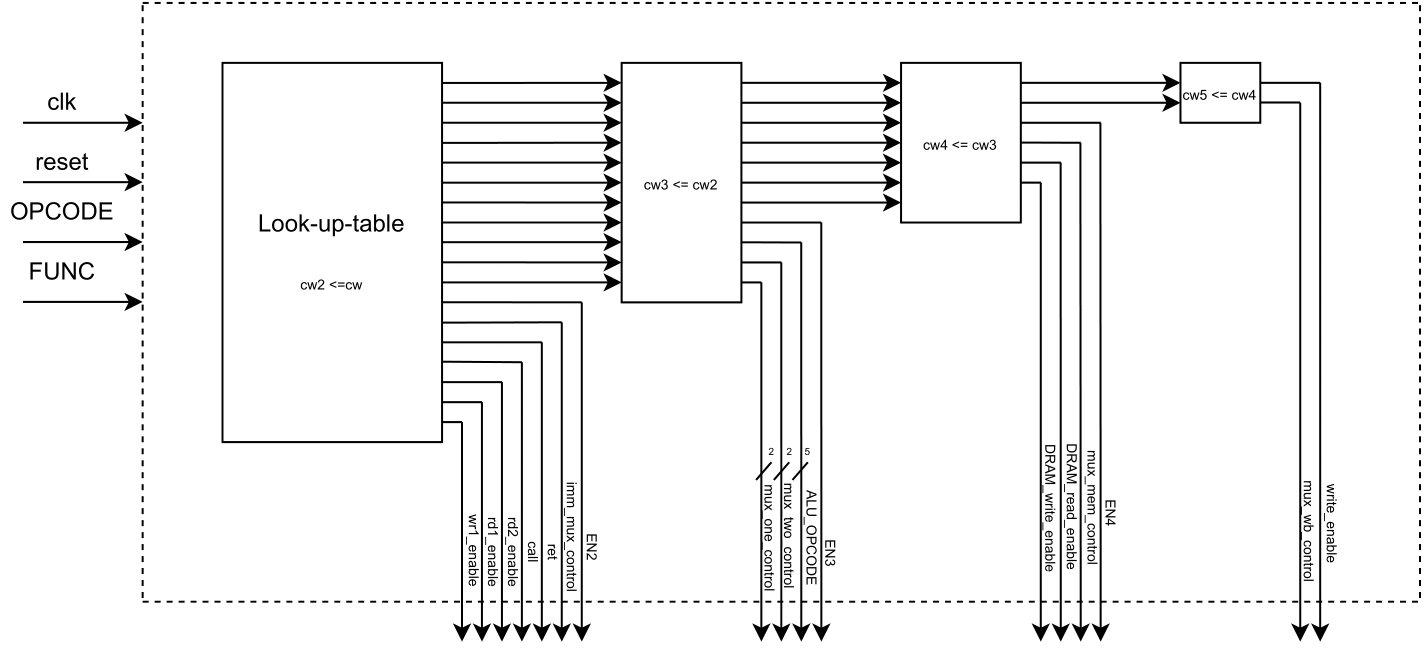 clk
reset
OPCODE
FUNC
Look-up-table
cw2 <=cw
cw3 <= cw2
cw4 <= cw3
cw5 <= cw4
wr1_enable
rd1_enable
rd2_enable
call
ret
imm_mux_control
EN2
2
2
5
mux_one_control
mux_two_control
ALU_OPCODE
EN3
DRAM_write_enable
DRAM_read_enable
mux_mem_control
EN4
mux_wb_control
write_enable